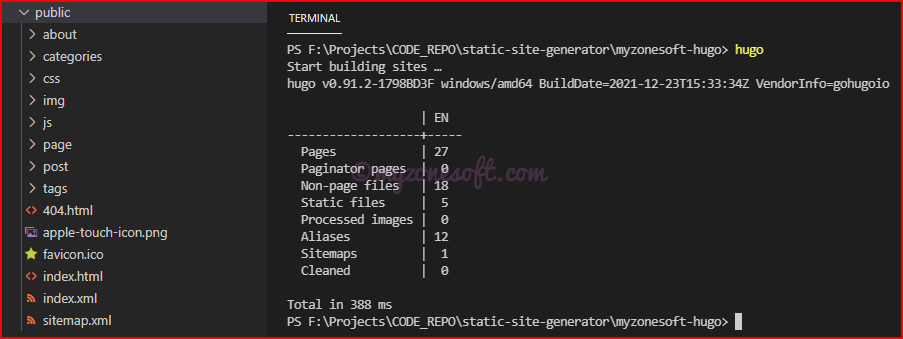 public
about
categories
css
img
js
page
post
tags
404.html
apple-touch-icon.png
favicon.ico
index.html
index.xml
sitemap.xml
TERMINAL
PS F:\Projects\CODE_REPO\static-site-generator\myzonesoft-hugo> hugo
Start building sites …
hugo v0.91.2-1798BD3F windows/amd64 BuildDate=2021-12-23T15:33:34Z VendorInfo=gohugoio
| EN
-------------------+-----
Pages | 27
Paginator pages | 0
Non-page files | 18
Static files | 5
Processed images | 0
Aliases | 12
Sitemaps | 1
Cleaned | 0
©myzonesoft.com
Total in 388 ms
PS F:\Projects\CODE_REPO\static-site-generator\myzonesoft-hugo>